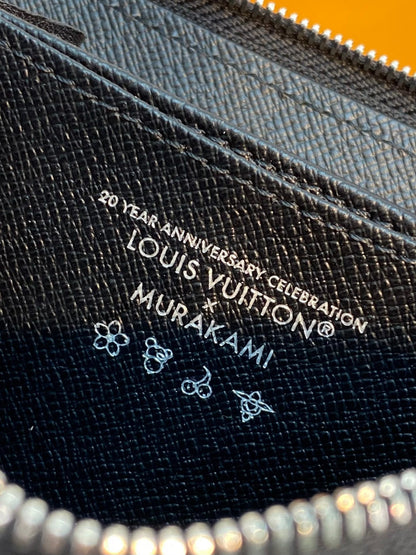 20 YEAR ANNIVERSARY CELEBRATION
LOUIS VUITTON®
×
MURAKAMI